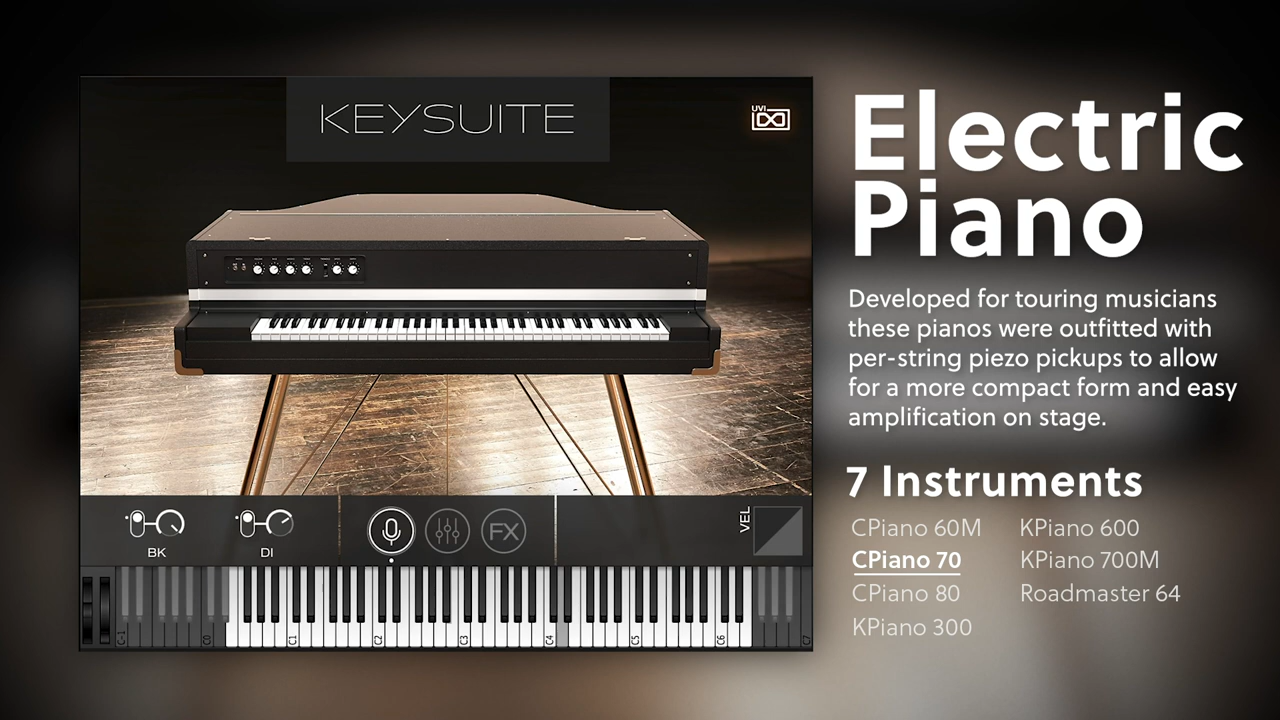 KEYSUITE
UVI
Electric
Piano
Developed for touring musicians
these pianos were outfitted with
per-string piezo pickups to allow
for a more compact form and easy
amplification on stage.
7 Instruments
CPiano 60M
CPiano 70
CPiano 80
KPiano 300
KPiano 600
KPiano 700M
Roadmaster 64
BK
DI
FX
VEL
C-1
C0
C1
C2
C3
C4
C5
C6
C7